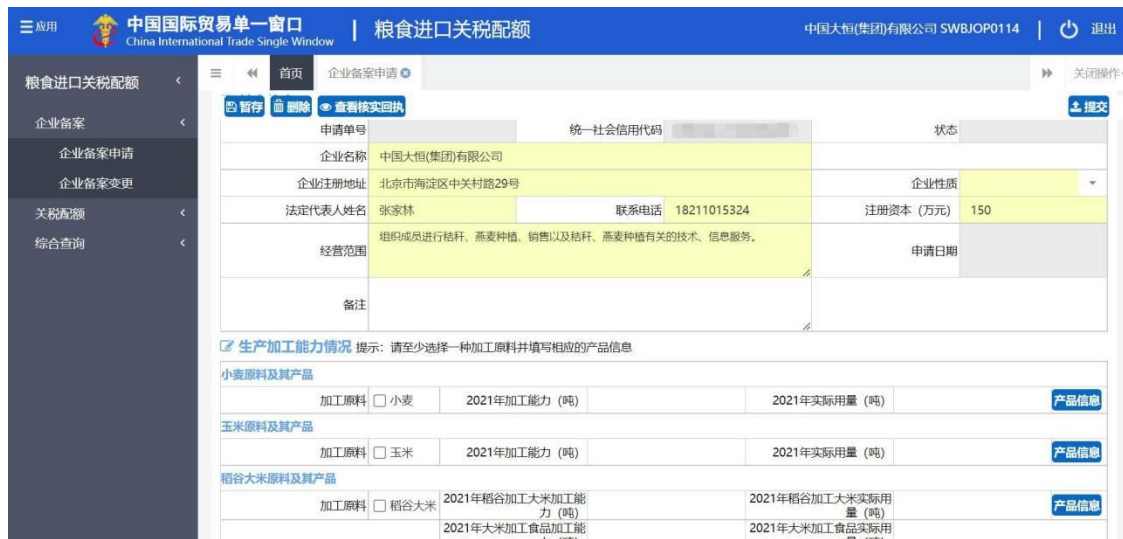 应用 中国国际贸易单一窗口 | 粮食进口关税配额 中国大恒(集团)有限公司 SWBJOP0114 | 退出
China International Trade Single Window
粮食进口关税配额 首页 企业备案申请 关闭操作
暂存 删除 查看核实回执 提交
企业备案
企业备案申请
企业备案变更
关税配额
综合查询
申请单号 统一社会信用代码 状态
企业名称 中国大恒(集团)有限公司
企业注册地址 北京市海淀区中关村路29号 企业性质
法定代表人姓名 张家林 联系电话 18211015324 注册资本（万元） 150
经营范围 组织成员进行秸秆、燕麦种植、销售以及秸秆、燕麦种植有关的技术、信息服务。 申请日期
备注
生产加工能力情况 提示：请至少选择一种加工原料并填写相应的产品信息
小麦原料及其产品
加工原料 小麦 2021年加工能力（吨） 2021年实际用量（吨） 产品信息
玉米原料及其产品
加工原料 玉米 2021年加工能力（吨） 2021年实际用量（吨） 产品信息
稻谷大米原料及其产品
加工原料 稻谷大米 2021年稻谷加工大米加工能力（吨） 2021年稻谷加工大米实际用量（吨） 产品信息
2021年大米加工食品加工能 2021年大米加工食品实际用